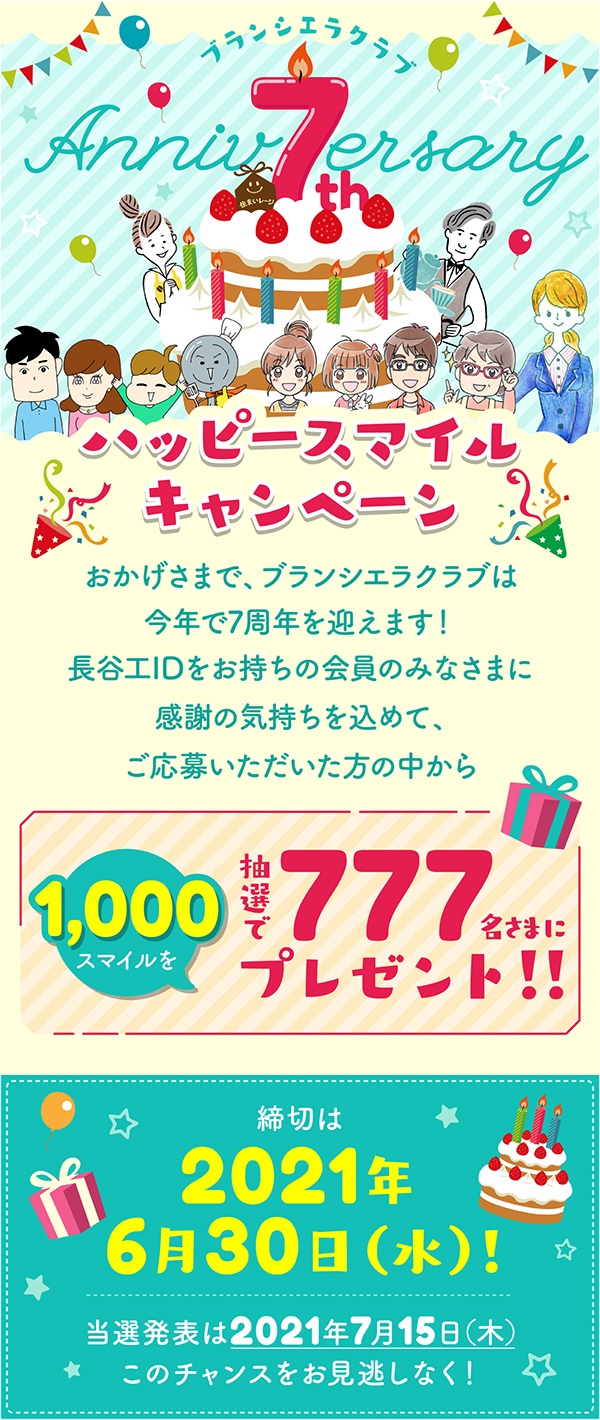 ブランシエラクラブ
Anniv7ersary
th
住まいるーじ
ハッピースマイル
キャンペーン
おかげさまで、ブランシエラクラブは
今年で7周年を迎えます！
長谷工IDをお持ちの会員のみなさまに
感謝の気持ちを込めて、
ご応募いただいた方の中から
1,000
スマイルを
抽選で777名さまに
プレゼント!!
締切は
2021年
6月30日（水）！
当選発表は2021年7月15日（木）
このチャンスをお見逃しなく！